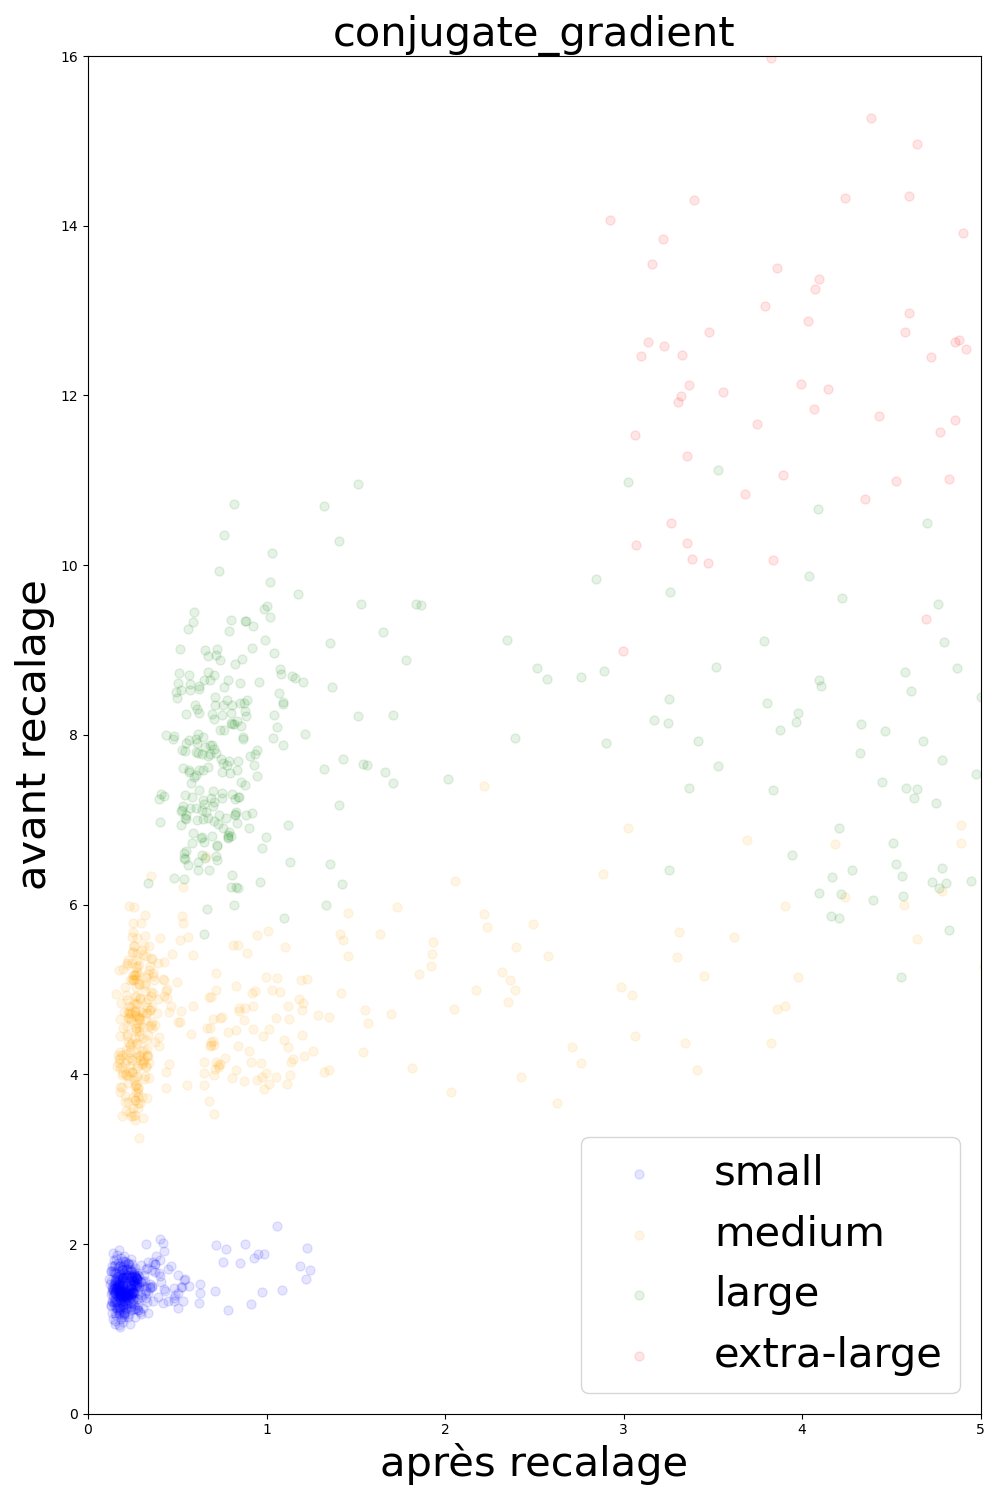 conjugate_gradient
16
14
12
10
8
6
4
2
0
avant recalage
small
medium
large
extra-large
0 1 2 3 4 5
après recalage